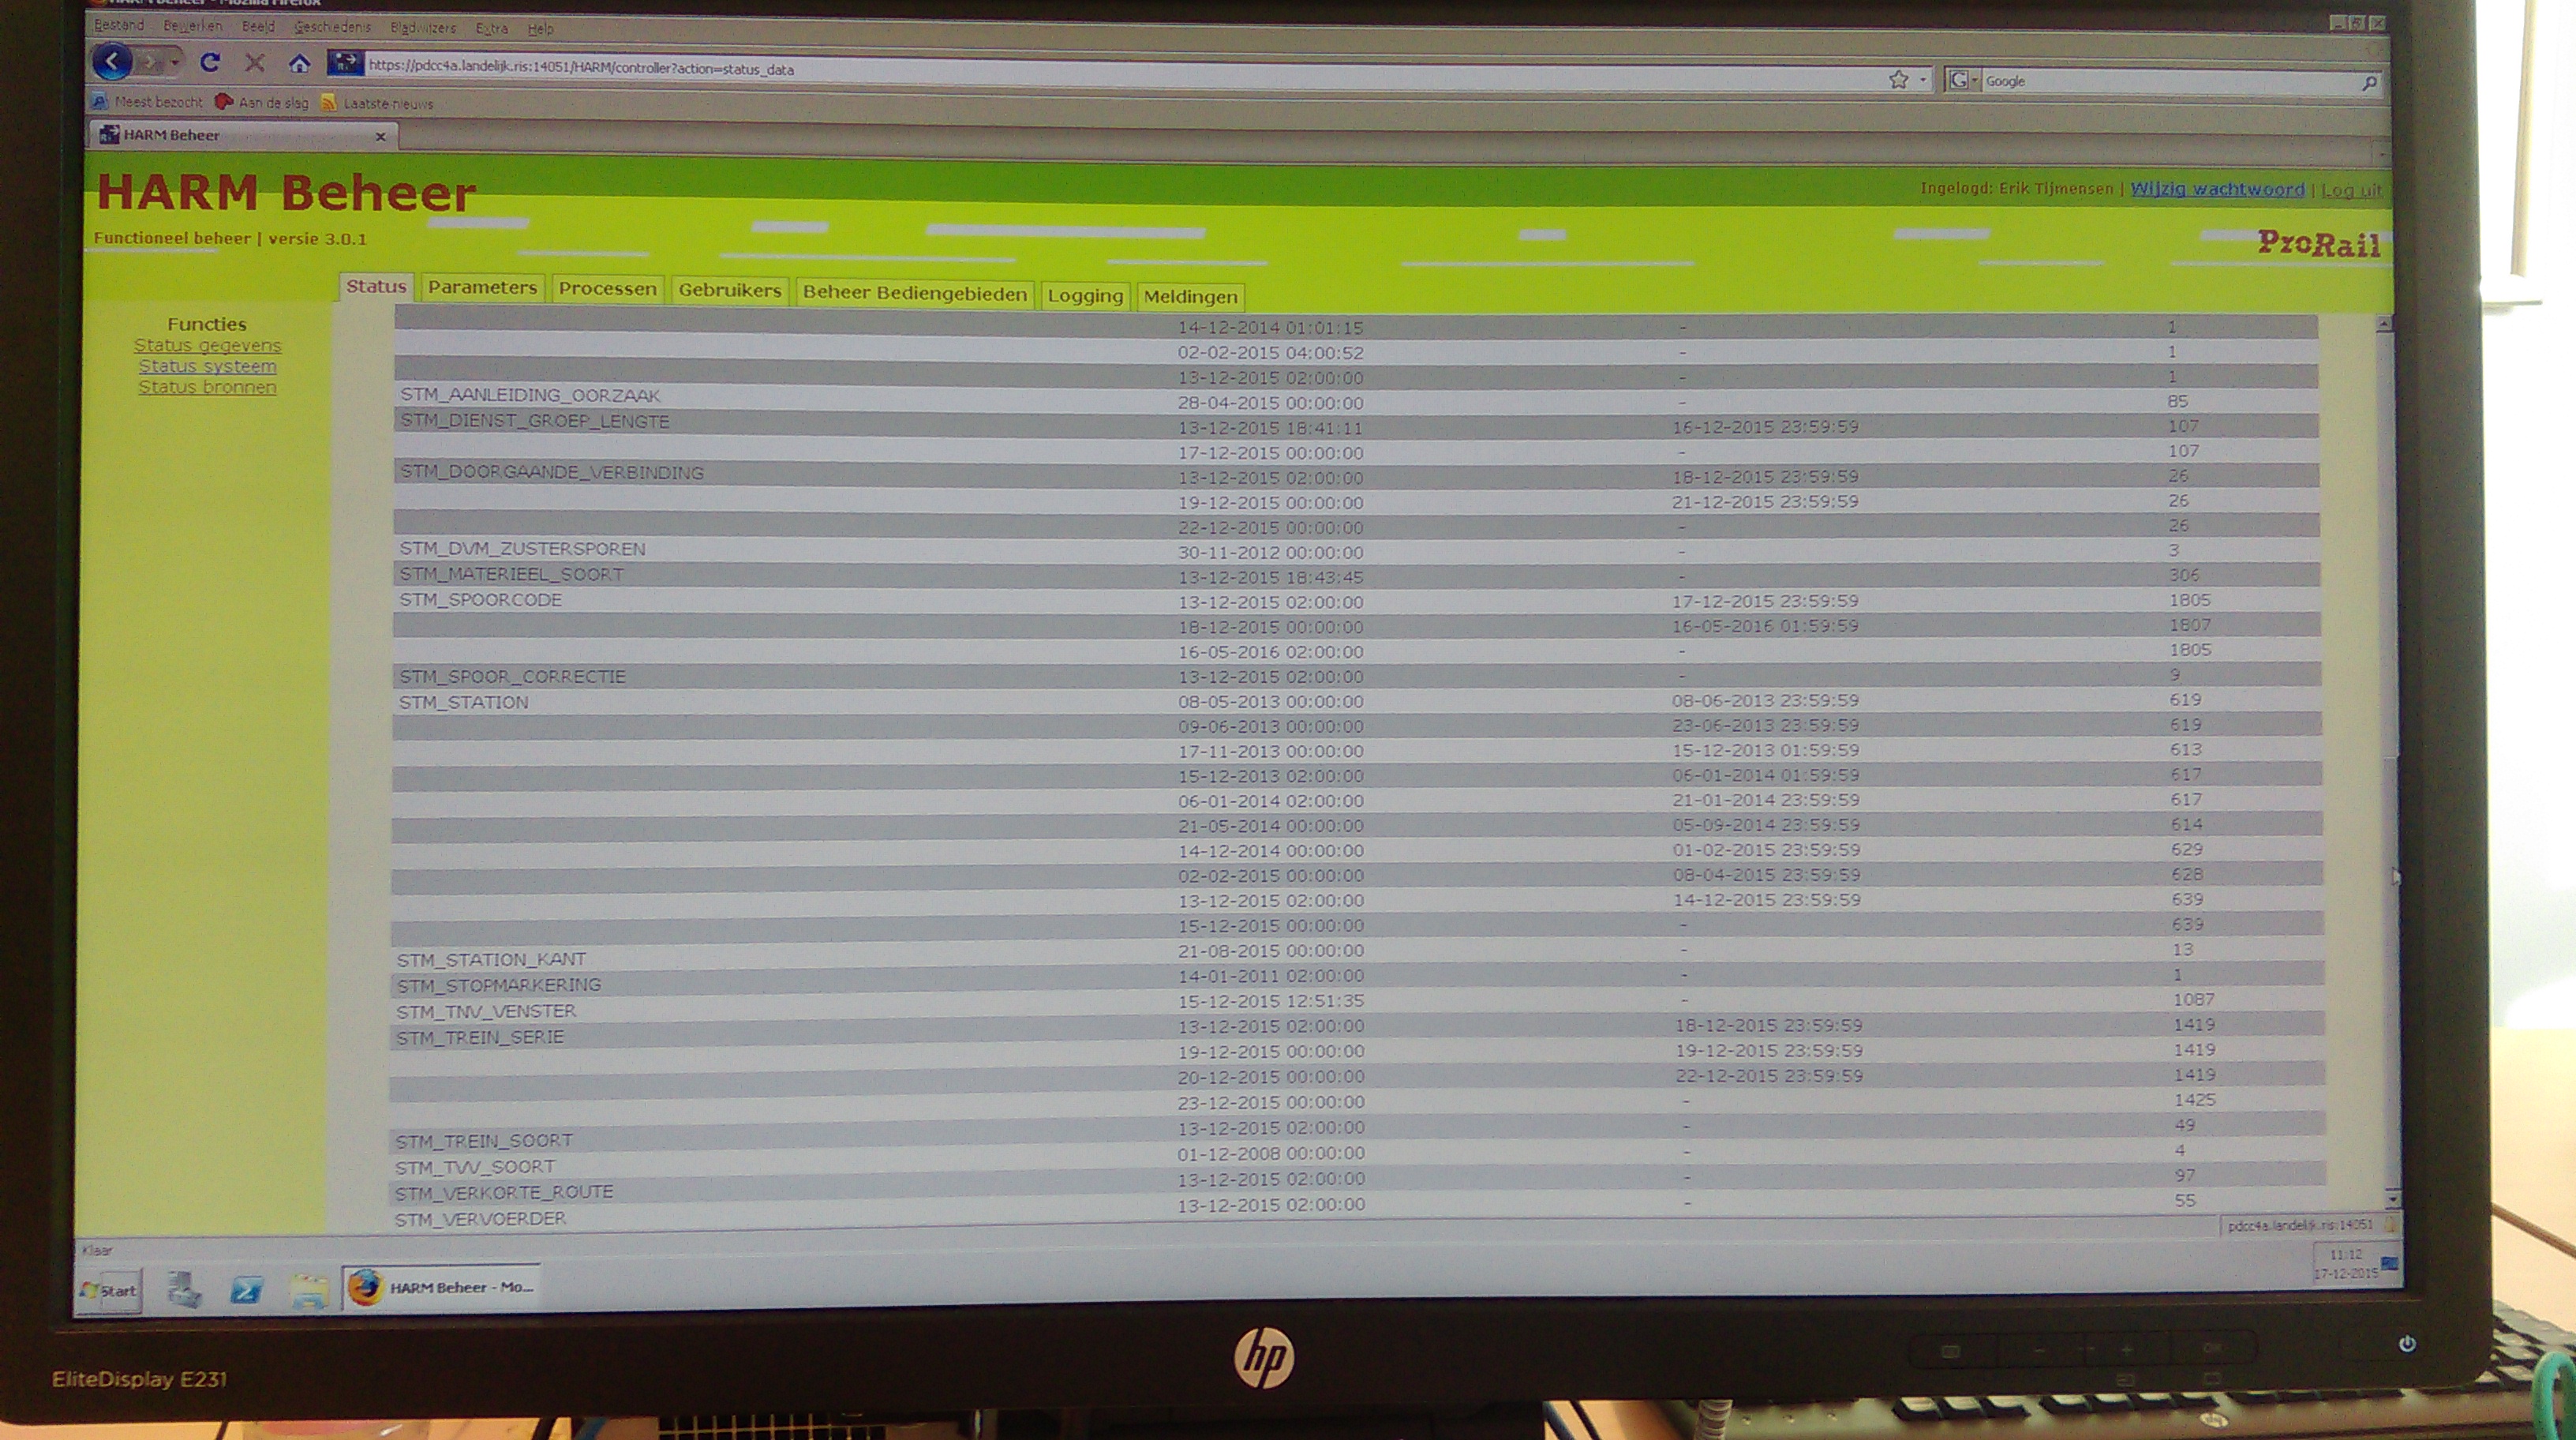 HARM Beheer - Mozilla Firefox
Bestand Bewerken Beeld Geschiedenis Bladwijzers Extra Help
https://pdcc4a.landelijk.ris:14051/HARM/controller?action=status_data
Google
Meest bezocht Aan de slag Laatste nieuws
HARM Beheer
HARM Beheer
Ingelogd: Erik Tijmensen | Wijzig wachtwoord | Log uit
Functioneel beheer | versie 3.0.1
ProRail
Status Parameters Processen Gebruikers Beheer Bediengebieden Logging Meldingen
Functies
Status gegevens
Status systeem
Status bronnen
14-12-2014 01:01:15 - 1
02-02-2015 04:00:52 - 1
13-12-2015 02:00:00 - 1
STM_AANLEIDING_OORZAAK 28-04-2015 00:00:00 - 85
STM_DIENST_GROEP_LENGTE 13-12-2015 18:41:11 16-12-2015 23:59:59 107
17-12-2015 00:00:00 - 107
STM_DOORGAANDE_VERBINDING 13-12-2015 02:00:00 18-12-2015 23:59:59 26
19-12-2015 00:00:00 21-12-2015 23:59:59 26
22-12-2015 00:00:00 - 26
STM_DVM_ZUSTERSPOREN 30-11-2012 00:00:00 - 3
STM_MATERIEEL_SOORT 13-12-2015 18:43:45 - 306
STM_SPOORCODE 13-12-2015 02:00:00 17-12-2015 23:59:59 1805
18-12-2015 00:00:00 16-05-2016 01:59:59 1807
16-05-2016 02:00:00 - 1805
STM_SPOOR_CORRECTIE 13-12-2015 02:00:00 - 9
STM_STATION 08-05-2013 00:00:00 08-06-2013 23:59:59 619
09-06-2013 00:00:00 23-06-2013 23:59:59 619
17-11-2013 00:00:00 15-12-2013 01:59:59 613
15-12-2013 02:00:00 06-01-2014 01:59:59 617
06-01-2014 02:00:00 21-01-2014 23:59:59 617
21-05-2014 00:00:00 05-09-2014 23:59:59 614
14-12-2014 00:00:00 01-02-2015 23:59:59 629
02-02-2015 00:00:00 08-04-2015 23:59:59 628
13-12-2015 02:00:00 14-12-2015 23:59:59 639
15-12-2015 00:00:00 - 639
STM_STATION_KANT 21-08-2015 00:00:00 - 13
STM_STOPMARKERING 14-01-2011 02:00:00 - 1
STM_TNV_VENSTER 15-12-2015 12:51:35 - 1087
STM_TREIN_SERIE 13-12-2015 02:00:00 18-12-2015 23:59:59 1419
19-12-2015 00:00:00 19-12-2015 23:59:59 1419
20-12-2015 00:00:00 22-12-2015 23:59:59 1419
23-12-2015 00:00:00 - 1425
STM_TREIN_SOORT 13-12-2015 02:00:00 - 49
STM_TVV_SOORT 01-12-2008 00:00:00 - 4
STM_VERKORTE_ROUTE 13-12-2015 02:00:00 - 97
STM_VERVOERDER 13-12-2015 02:00:00 - 55
pdcc4a.landelijk.ris:14051
Klaar
Start HARM Beheer - Mo...
11:12
17-12-2015
hp
EliteDisplay E231